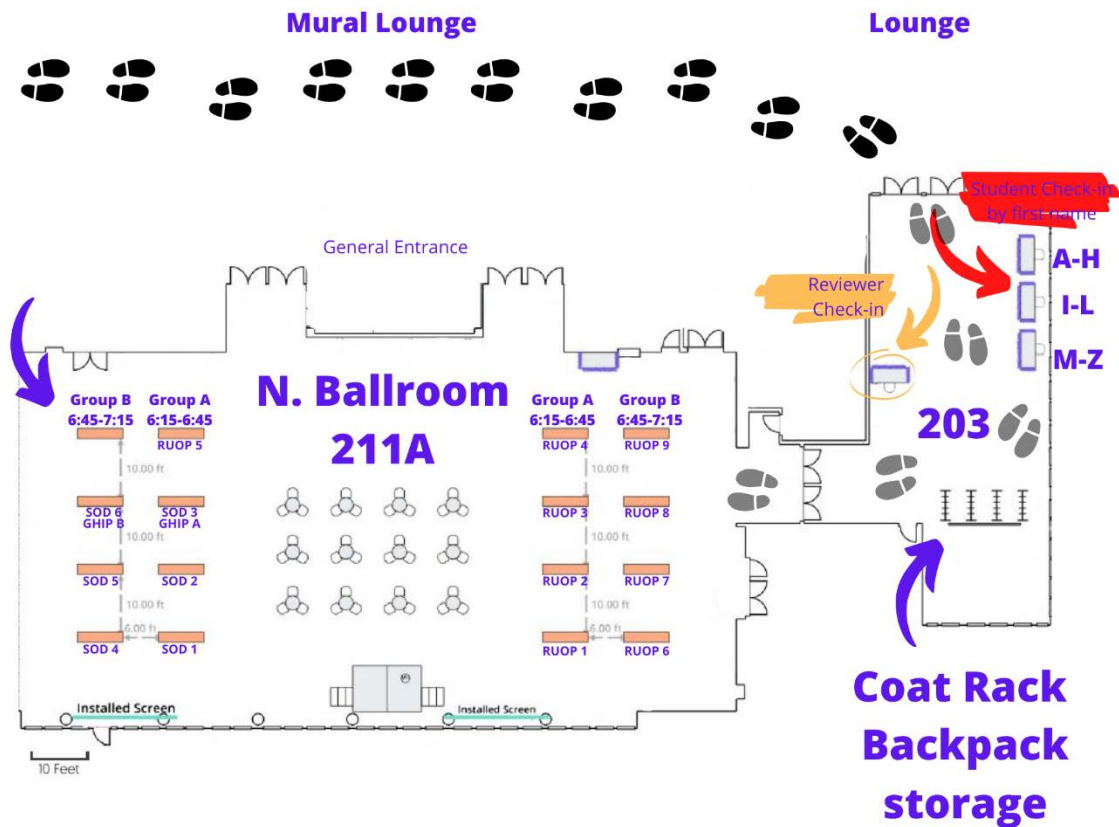 Mural Lounge
Lounge
Student Check-in
by first name
General Entrance
A-H
Reviewer
Check-in
I-L
M-Z
Group B
6:45-7:15
Group A
6:15-6:45
N. Ballroom
211A
Group A
6:15-6:45
Group B
6:45-7:15
203
RUOP 5
RUOP 4
RUOP 9
10.00 ft
10.00 ft
SOD 6
GHIP B
SOD 3
GHIP A
RUOP 3
RUOP 8
10.00 ft
10.00 ft
SOD 5
SOD 2
RUOP 2
RUOP 7
10.00 ft
10.00 ft
6.00 ft
6.00 ft
SOD 4
SOD 1
RUOP 1
RUOP 6
Installed Screen
Installed Screen
10 Feet
Coat Rack
Backpack
storage